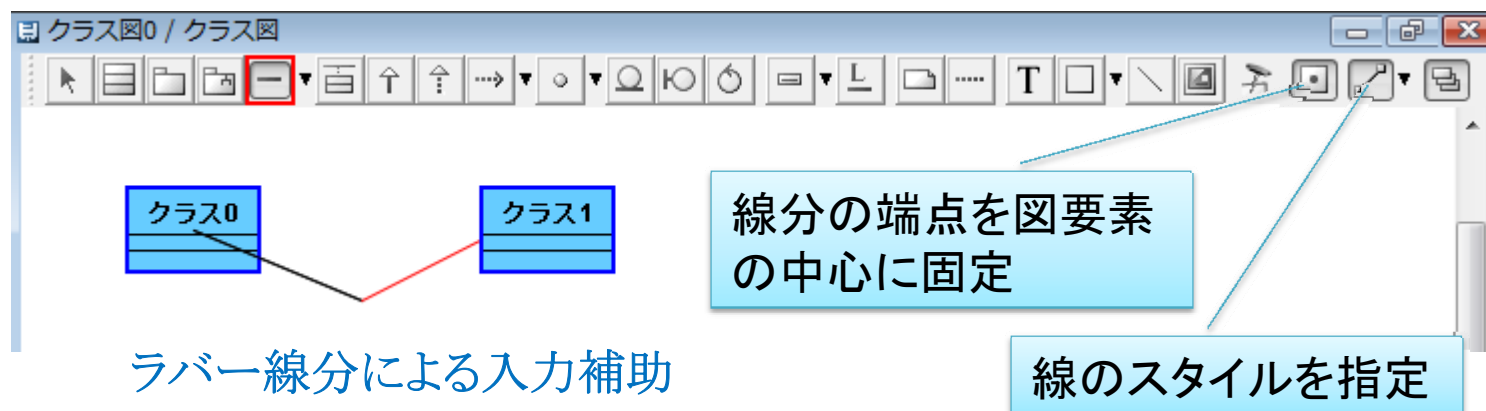 クラス図0 / クラス図
T
クラス0
クラス1
線分の端点を図要素
の中心に固定
ラバー線分による入力補助
線のスタイルを指定